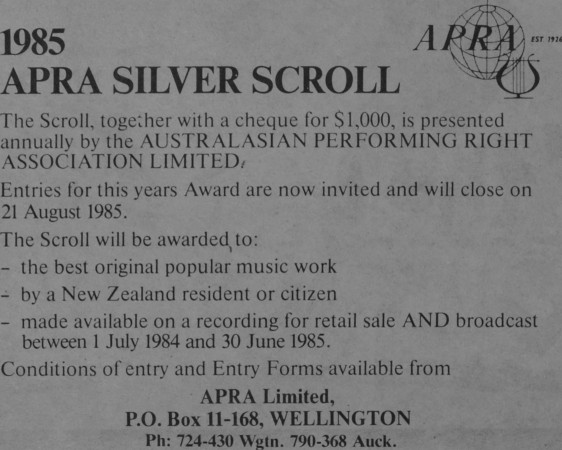 1985
APRA SILVER SCROLL
APRA EST 1926
The Scroll, together with a cheque for $1,000, is presented
annually by the AUSTRALASIAN PERFORMING RIGHT
ASSOCIATION LIMITED.
Entries for this years Award are now invited and will close on
21 August 1985.
The Scroll will be awarded to:
– the best original popular music work
– by a New Zealand resident or citizen
– made available on a recording for retail sale AND broadcast
between 1 July 1984 and 30 June 1985.
Conditions of entry and Entry Forms available from
APRA Limited,
P.O. Box 11-168, WELLINGTON
Ph: 724-430 Wgtn. 790-368 Auck.